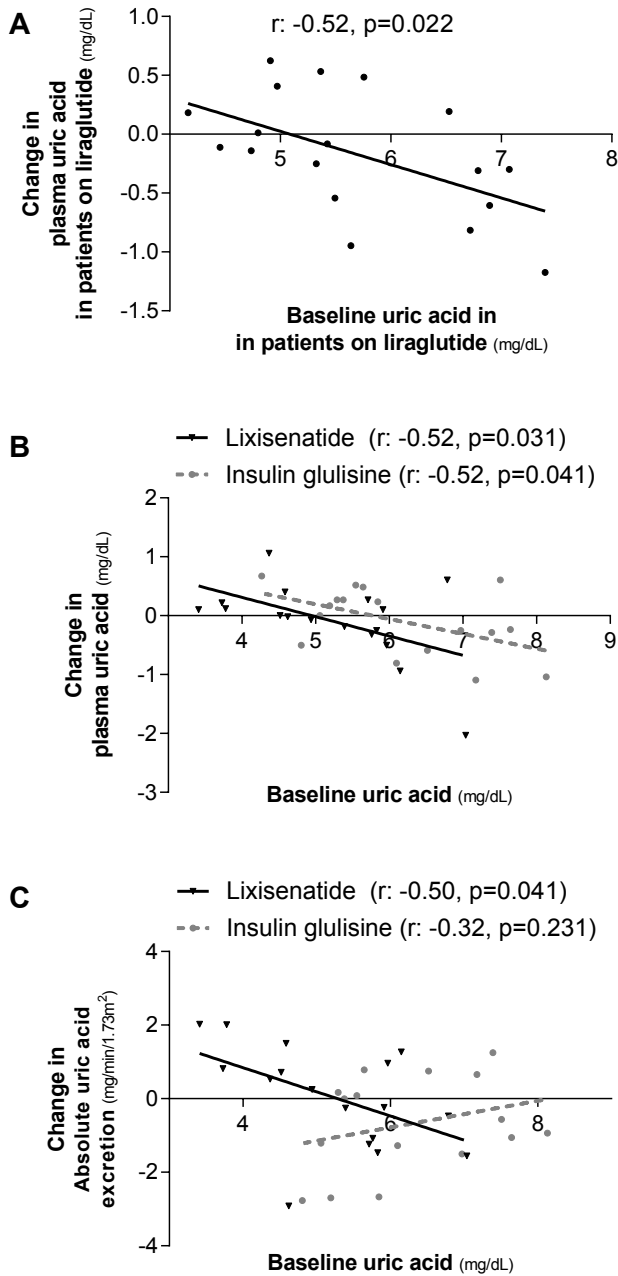 A
r: -0.52, p=0.022
Change in
plasma uric acid
in patients on liraglutide (mg/dL)
1.0
0.5
0.0
-0.5
-1.0
-1.5
5
6
7
8
Baseline uric acid in
in patients on liraglutide (mg/dL)
B
Lixisenatide (r: -0.52, p=0.031)
Insulin glulisine (r: -0.52, p=0.041)
Change in
plasma uric acid (mg/dL)
2
1
0
-1
-2
-3
4
5
6
7
8
9
Baseline uric acid (mg/dL)
C
Lixisenatide (r: -0.50, p=0.041)
Insulin glulisine (r: -0.32, p=0.231)
Change in
Absolute uric acid
excretion (mg/min/1.73m²)
4
2
0
-2
-4
4
6
8
Baseline uric acid (mg/dL)